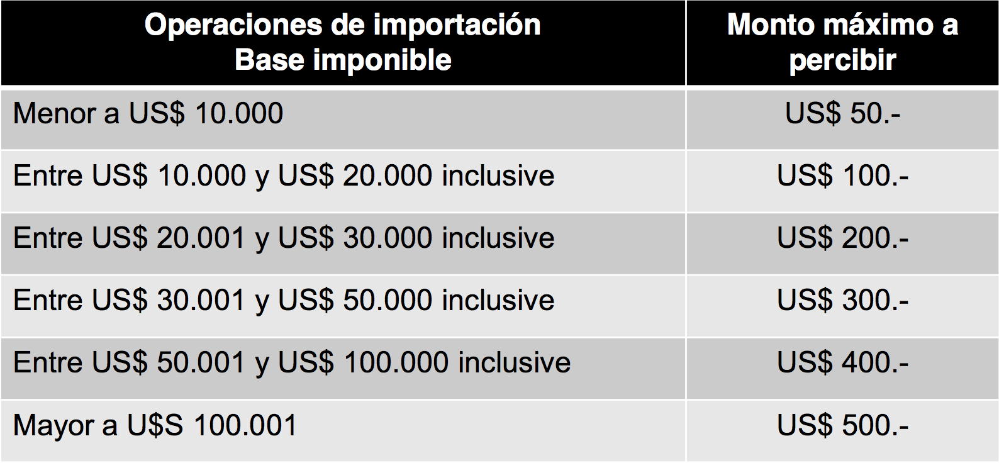 Operaciones de importación
Base imponible
Monto máximo a
percibir
Menor a US$ 10.000
US$ 50.-
Entre US$ 10.000 y US$ 20.000 inclusive
US$ 100.-
Entre US$ 20.001 y US$ 30.000 inclusive
US$ 200.-
Entre US$ 30.001 y US$ 50.000 inclusive
US$ 300.-
Entre US$ 50.001 y US$ 100.000 inclusive
US$ 400.-
Mayor a U$S 100.001
US$ 500.-